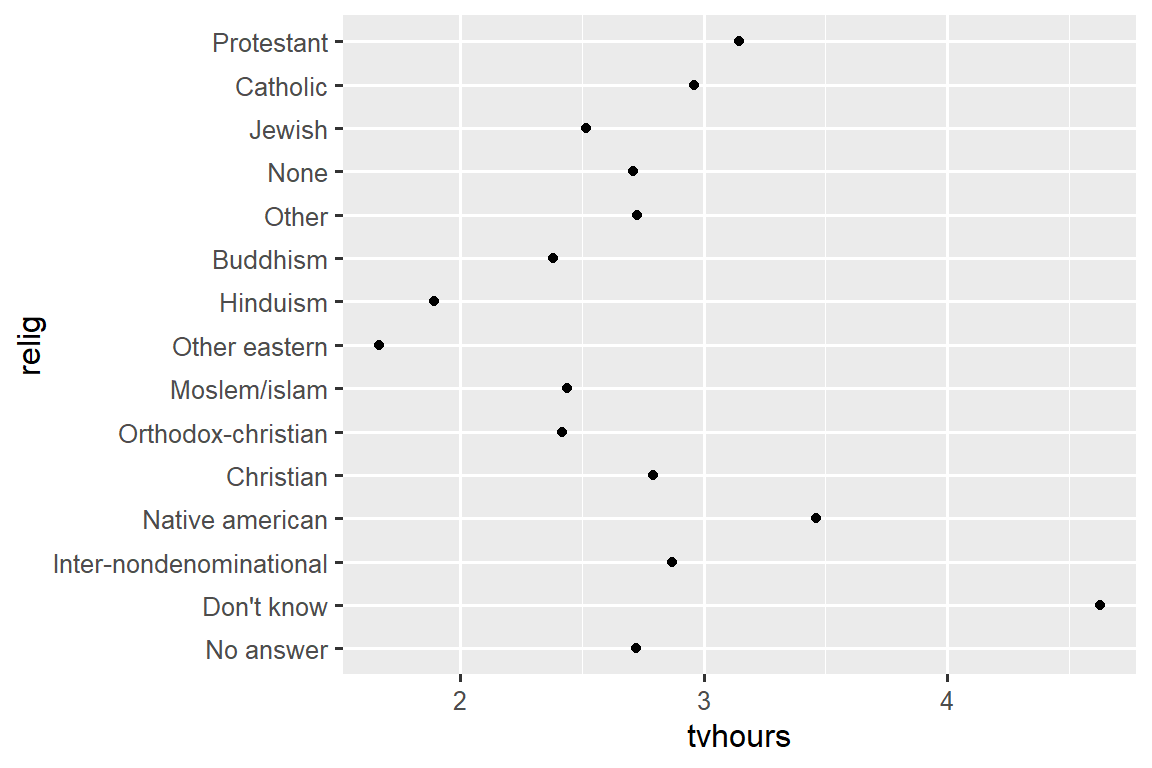 Protestant
Catholic
Jewish
None
Other
Buddhism
Hinduism
Other eastern
Moslem/islam
Orthodox-christian
Christian
Native american
Inter-nondenominational
Don't know
No answer
relig
2 3 4
tvhours